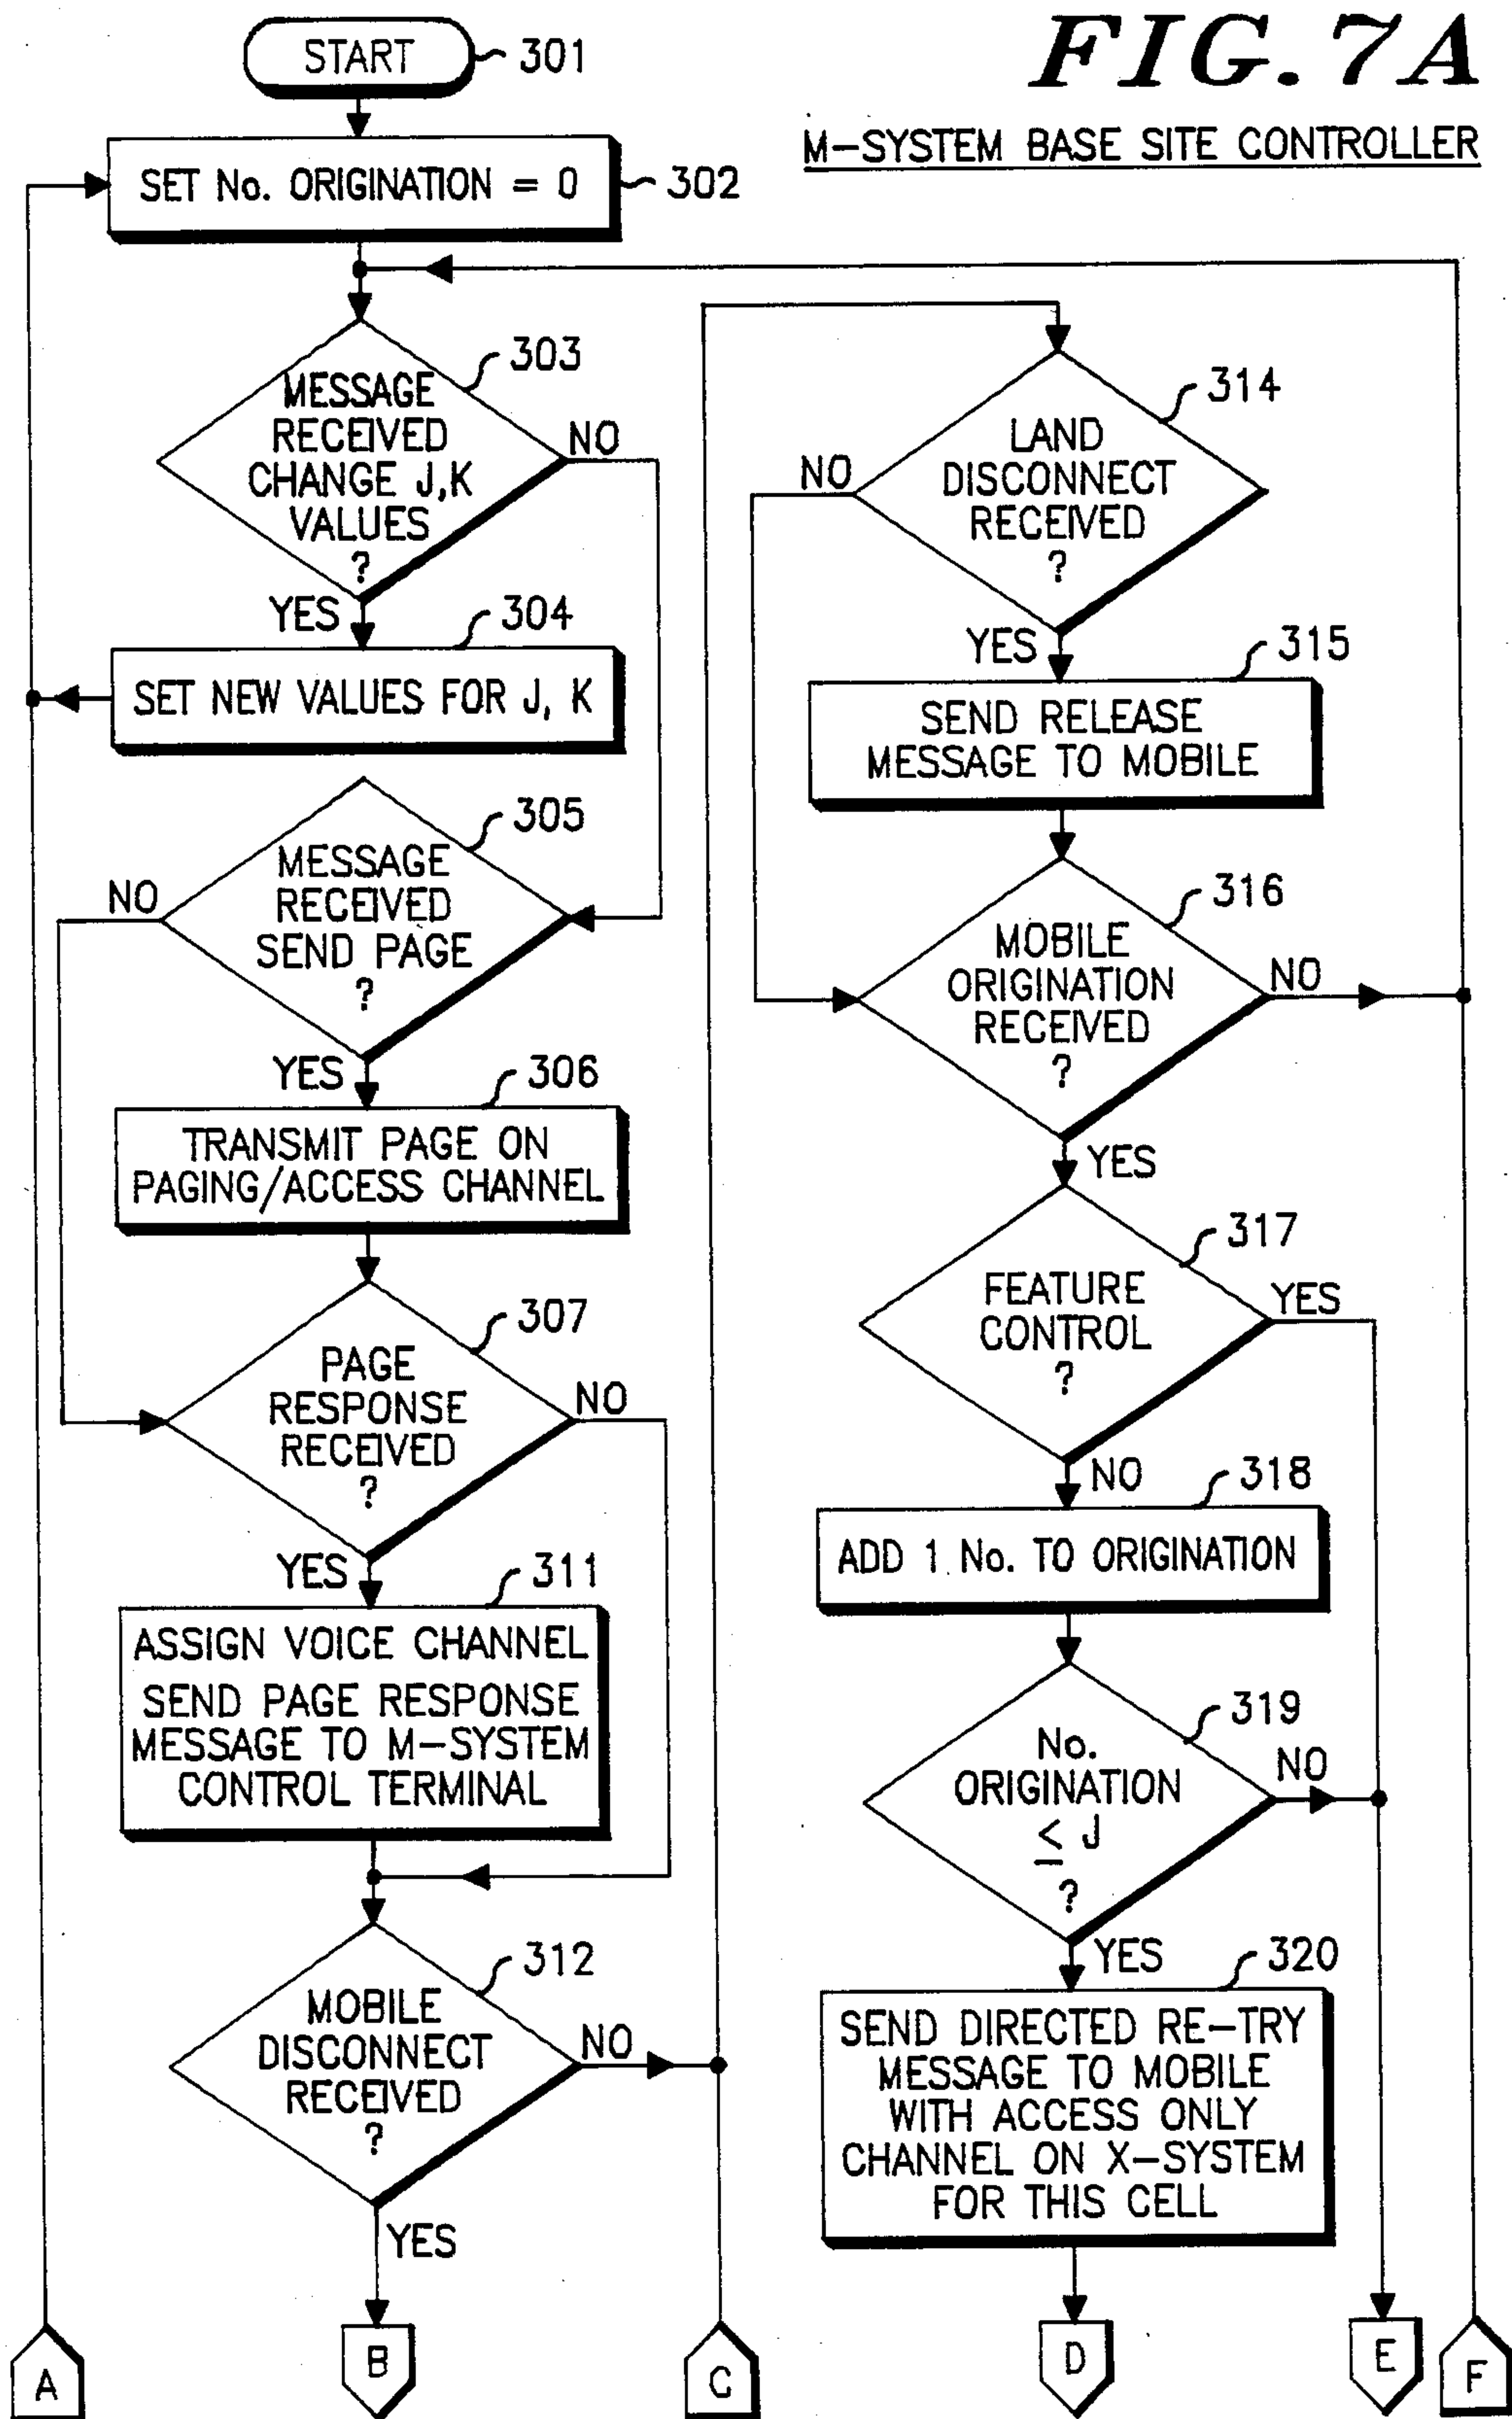 FIG. 7A
M-SYSTEM BASE SITE CONTROLLER
START
301
SET No. ORIGINATION = 0
302
303
MESSAGE
RECEIVED
CHANGE J,K
VALUES
?
NO
YES
304
SET NEW VALUES FOR J, K
305
MESSAGE
RECEIVED
SEND PAGE
?
NO
YES
306
TRANSMIT PAGE ON
PAGING/ACCESS CHANNEL
307
PAGE
RESPONSE
RECEIVED
?
NO
YES
311
ASSIGN VOICE CHANNEL
SEND PAGE RESPONSE
MESSAGE TO M-SYSTEM
CONTROL TERMINAL
312
MOBILE
DISCONNECT
RECEIVED
?
NO
YES
A
B
C
314
LAND
DISCONNECT
RECEIVED
?
NO
YES
315
SEND RELEASE
MESSAGE TO MOBILE
316
MOBILE
ORIGINATION
RECEIVED
?
NO
YES
317
FEATURE
CONTROL
?
YES
NO
318
ADD 1 No. TO ORIGINATION
319
No.
ORIGINATION
≤ J
?
NO
YES
320
SEND DIRECTED RE-TRY
MESSAGE TO MOBILE
WITH ACCESS ONLY
CHANNEL ON X-SYSTEM
FOR THIS CELL
D
E
F